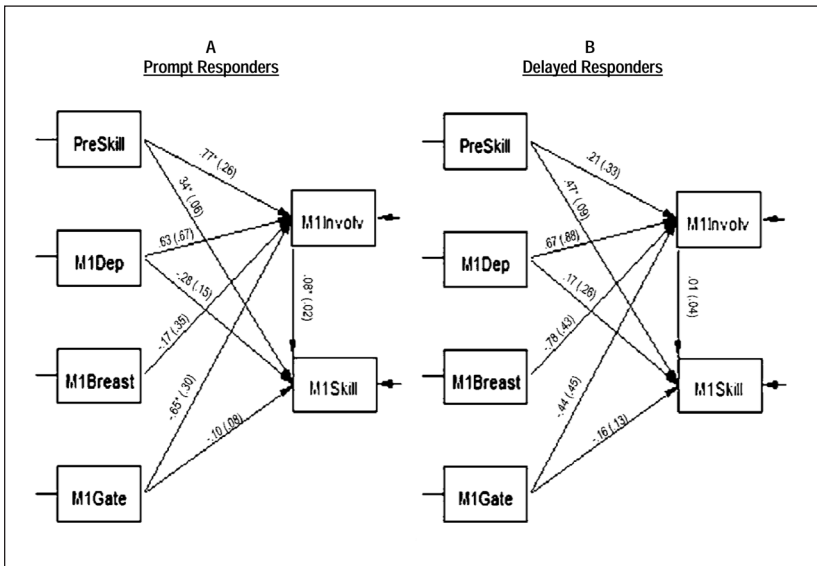 A
Prompt Responders
PreSkill
M1Dep
M1Breast
M1Gate
M1Involv
M1Skill
.77* (.26)
.34* (.06)
.63 (.67)
-.28 (.15)
-.17 (.35)
-.65* (.30)
-.10 (.08)
.08* (.02)
B
Delayed Responders
PreSkill
M1Dep
M1Breast
M1Gate
M1Involv
M1Skill
.21 (.33)
.47* (.09)
.67 (.88)
.17 (.26)
-.78 (.43)
-.44 (.45)
-.16 (.13)
.01 (.04)